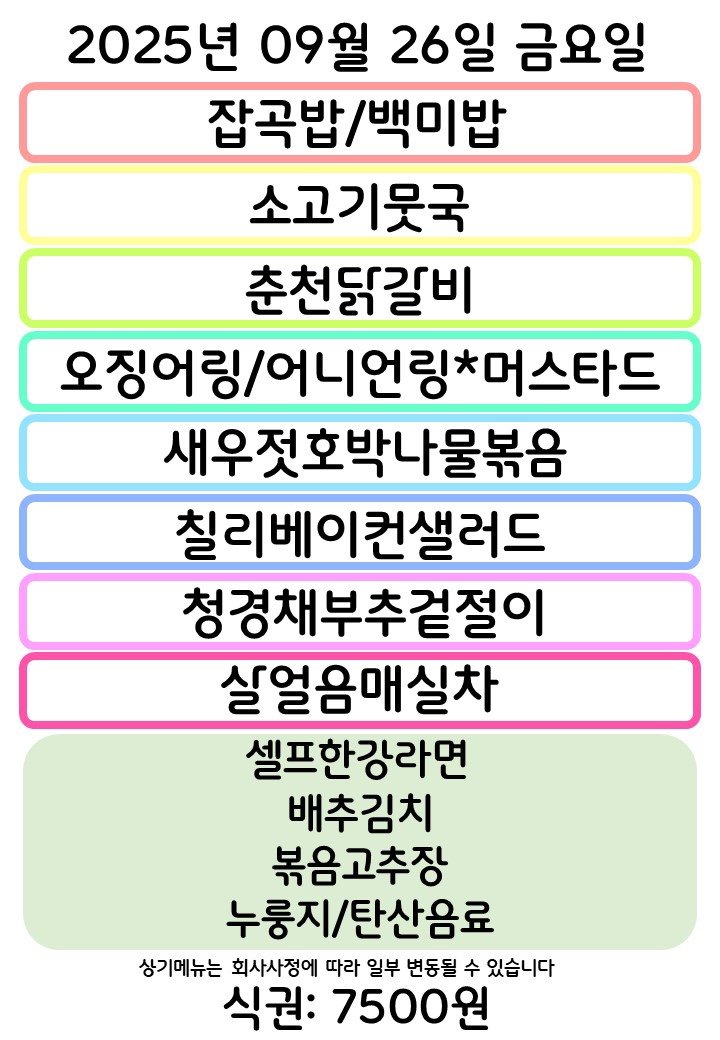 2025년 09월 26일 금요일
잡곡밥/백미밥
소고기뭇국
춘천닭갈비
오징어링/어니언링*머스타드
새우젓호박나물볶음
칠리베이컨샐러드
청경채부추겉절이
살얼음매실차
셀프한강라면
배추김치
볶음고추장
누룽지/탄산음료
상기메뉴는 회사사정에 따라 일부 변동될 수 있습니다
식권: 7500원